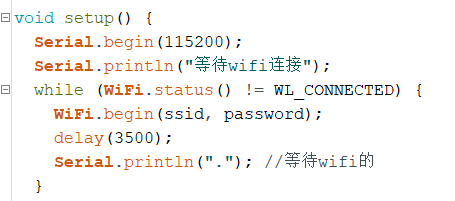 void setup() {
  Serial.begin(115200);
  Serial.println("等待wifi连接");
  while (WiFi.status() != WL_CONNECTED) {
    WiFi.begin(ssid, password);
    delay(3500);
    Serial.println("."); //等待wifi的
  }